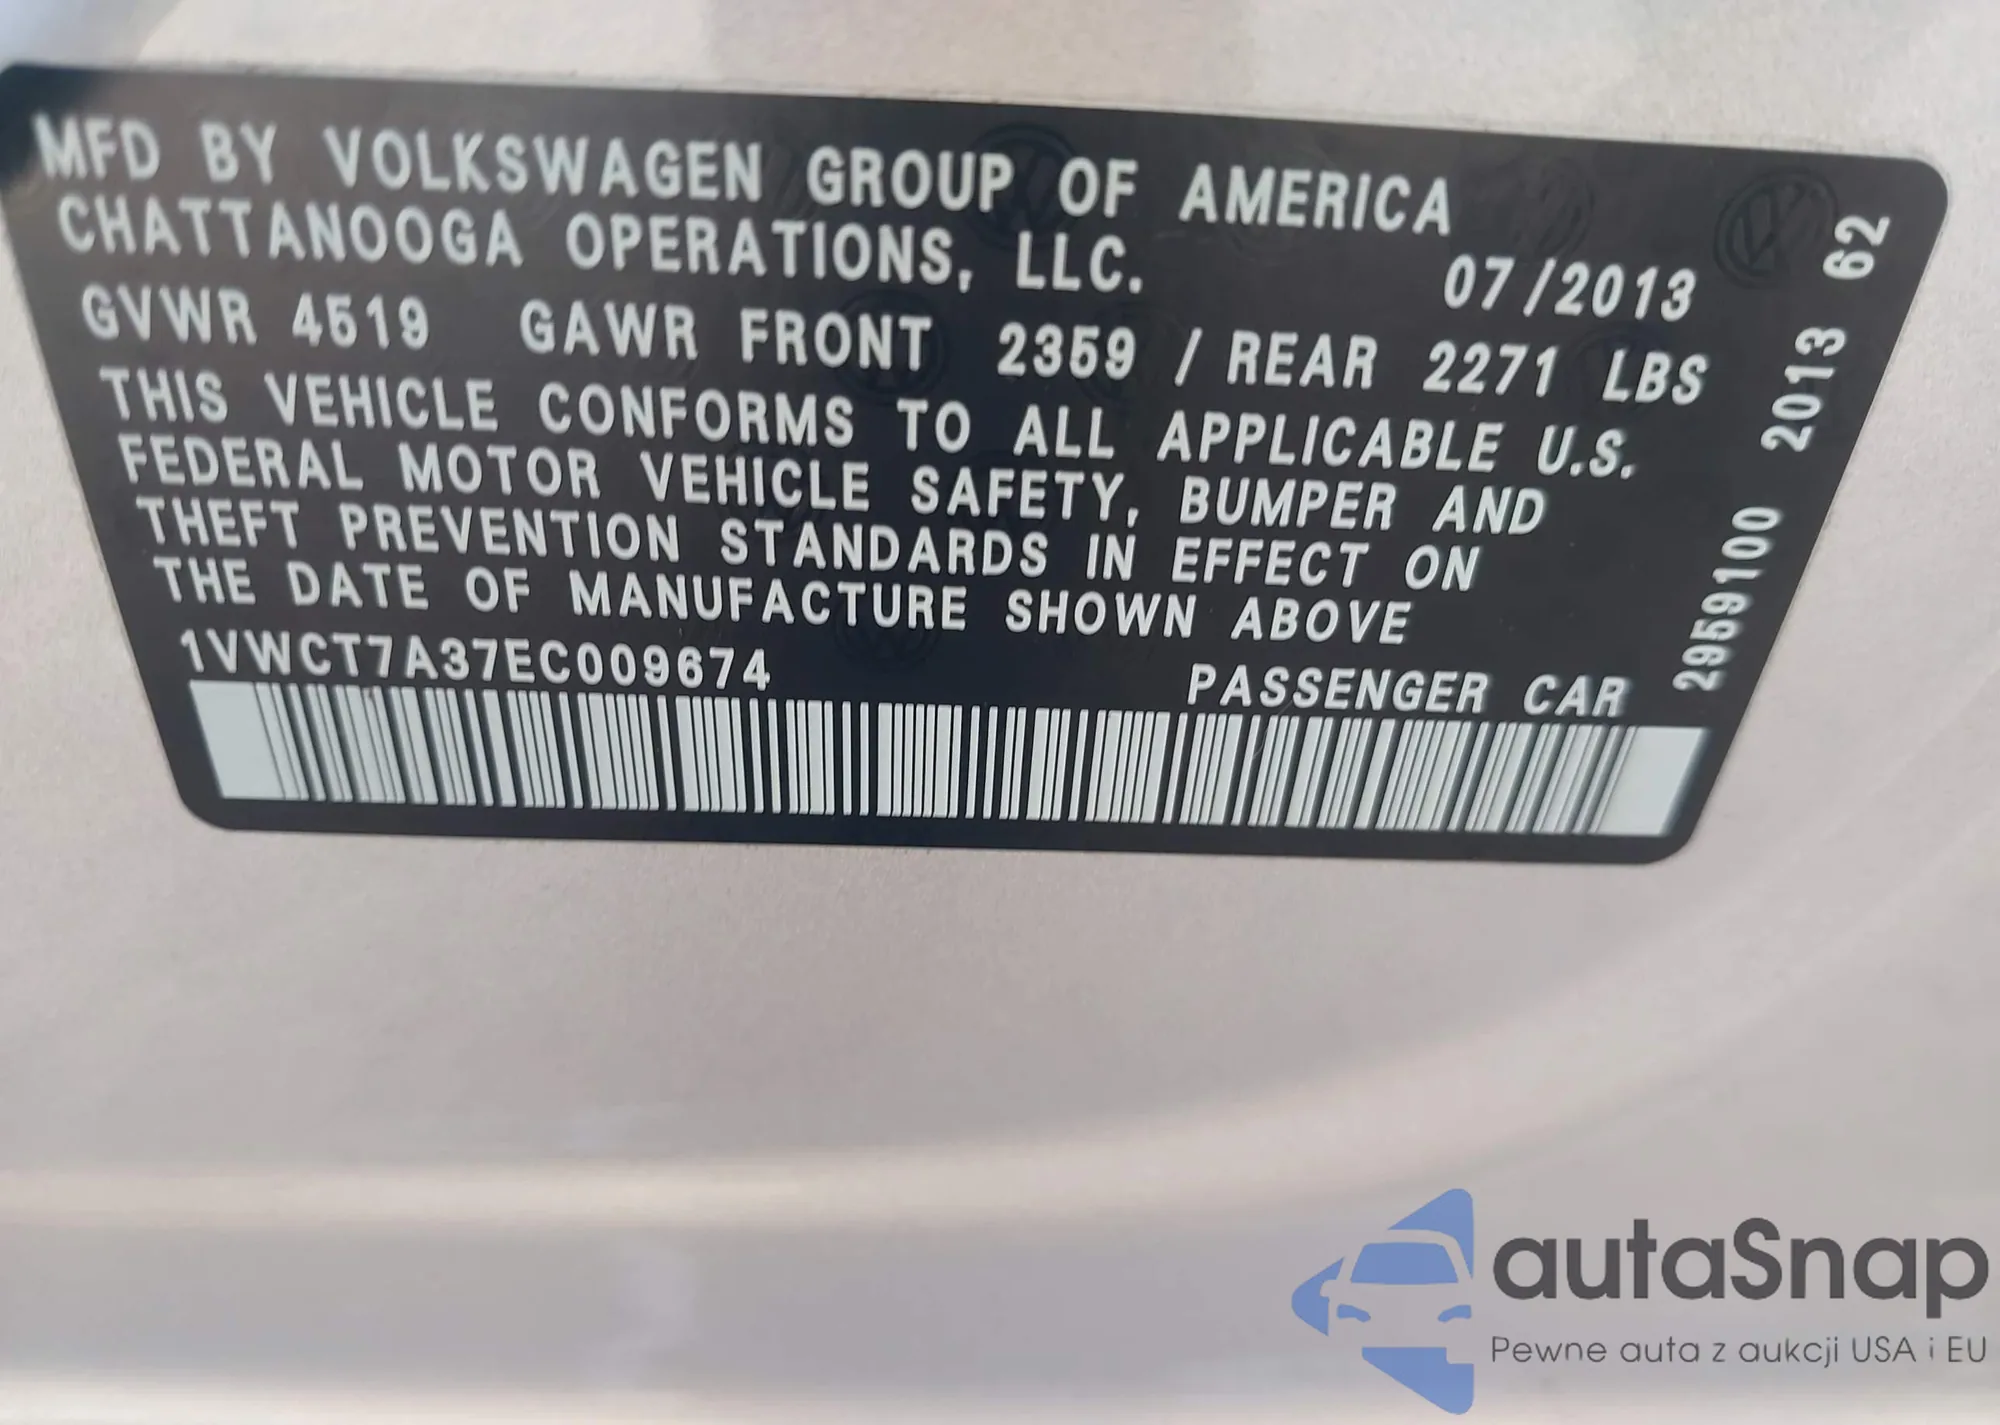 MFD BY VOLKSWAGEN GROUP OF AMERICA
CHATTANOOGA OPERATIONS, LLC.
07/2013
GVWR 4519 GAWR FRONT 2359 / REAR 2271 LBS
THIS VEHICLE CONFORMS TO ALL APPLICABLE U.S.
FEDERAL MOTOR VEHICLE SAFETY, BUMPER AND
THEFT PREVENTION STANDARDS IN EFFECT ON
THE DATE OF MANUFACTURE SHOWN ABOVE
1VWCT7A37EC009674
PASSENGER CAR
2959100 2013 62
autaSnap
Pewne auta z aukcji USA i EU